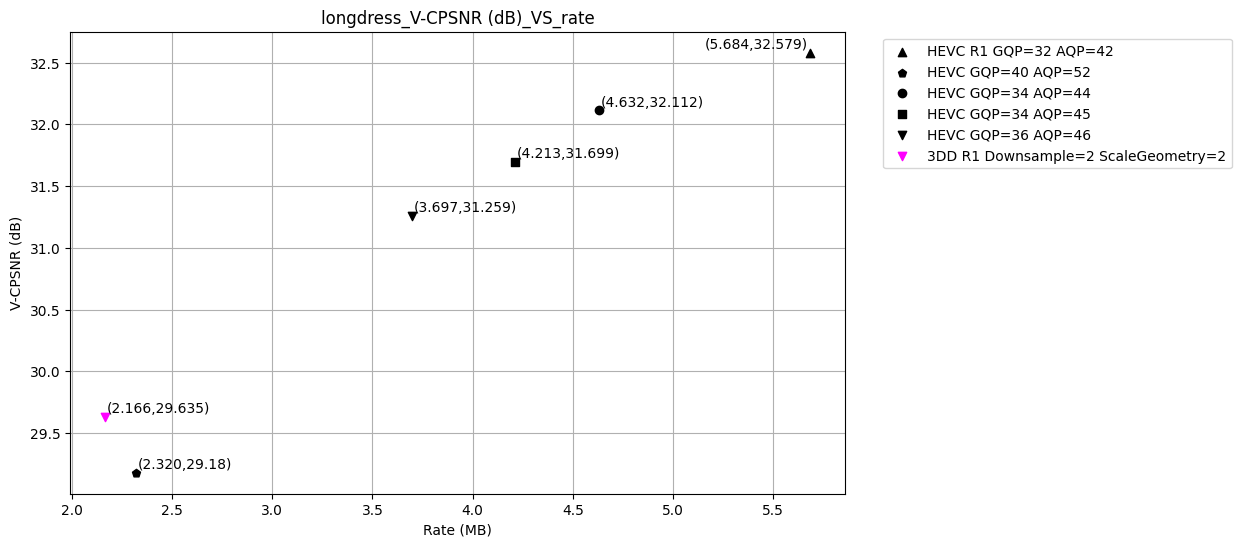 longdress_V-CPSNR (dB)_VS_rate
V-CPSNR (dB)
32.5
32.0
31.5
31.0
30.5
30.0
29.5
(5.684,32.579)
(4.632,32.112)
(4.213,31.699)
(3.697,31.259)
(2.166,29.635)
(2.320,29.18)
2.0 2.5 3.0 3.5 4.0 4.5 5.0 5.5
Rate (MB)
HEVC R1 GQP=32 AQP=42
HEVC GQP=40 AQP=52
HEVC GQP=34 AQP=44
HEVC GQP=34 AQP=45
HEVC GQP=36 AQP=46
3DD R1 Downsample=2 ScaleGeometry=2